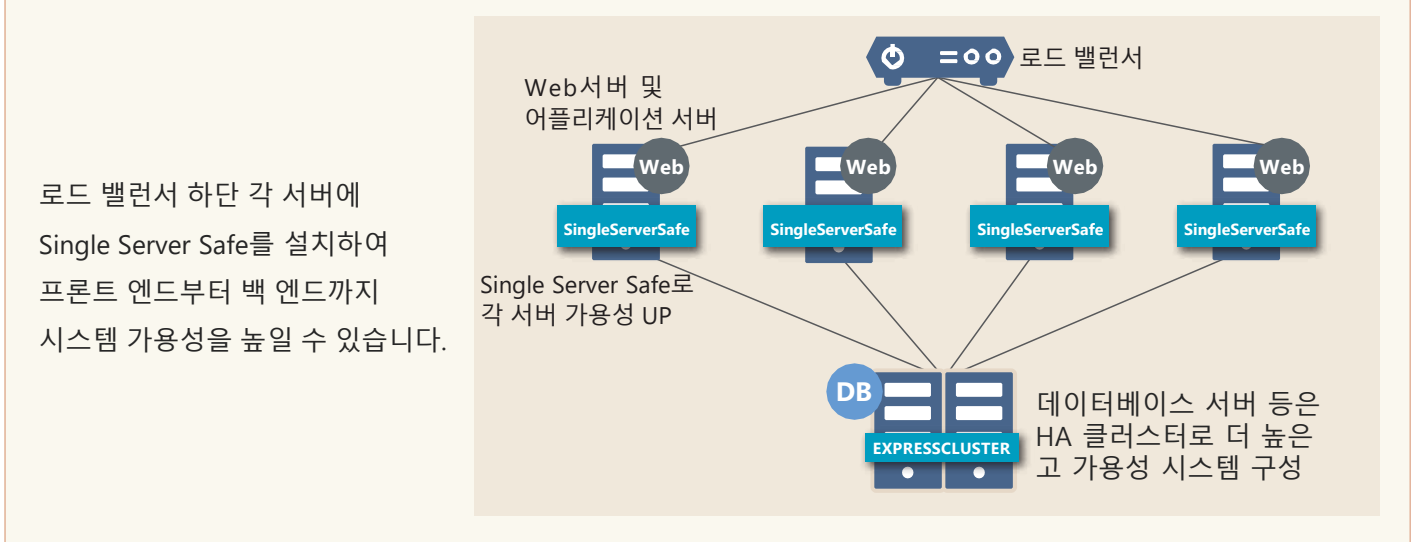 로드 밸런서 하단 각 서버에
Single Server Safe를 설치하여
프론트 엔드부터 백 엔드까지
시스템 가용성을 높일 수 있습니다.
로드 밸런서
Web서버 및
어플리케이션 서버
Web
Web
Web
Web
SingleServerSafe
SingleServerSafe
SingleServerSafe
SingleServerSafe
Single Server Safe로
각 서버 가용성 UP
DB
EXPRESSCLUSTER
데이터베이스 서버 등은
HA 클러스터로 더 높은
고 가용성 시스템 구성